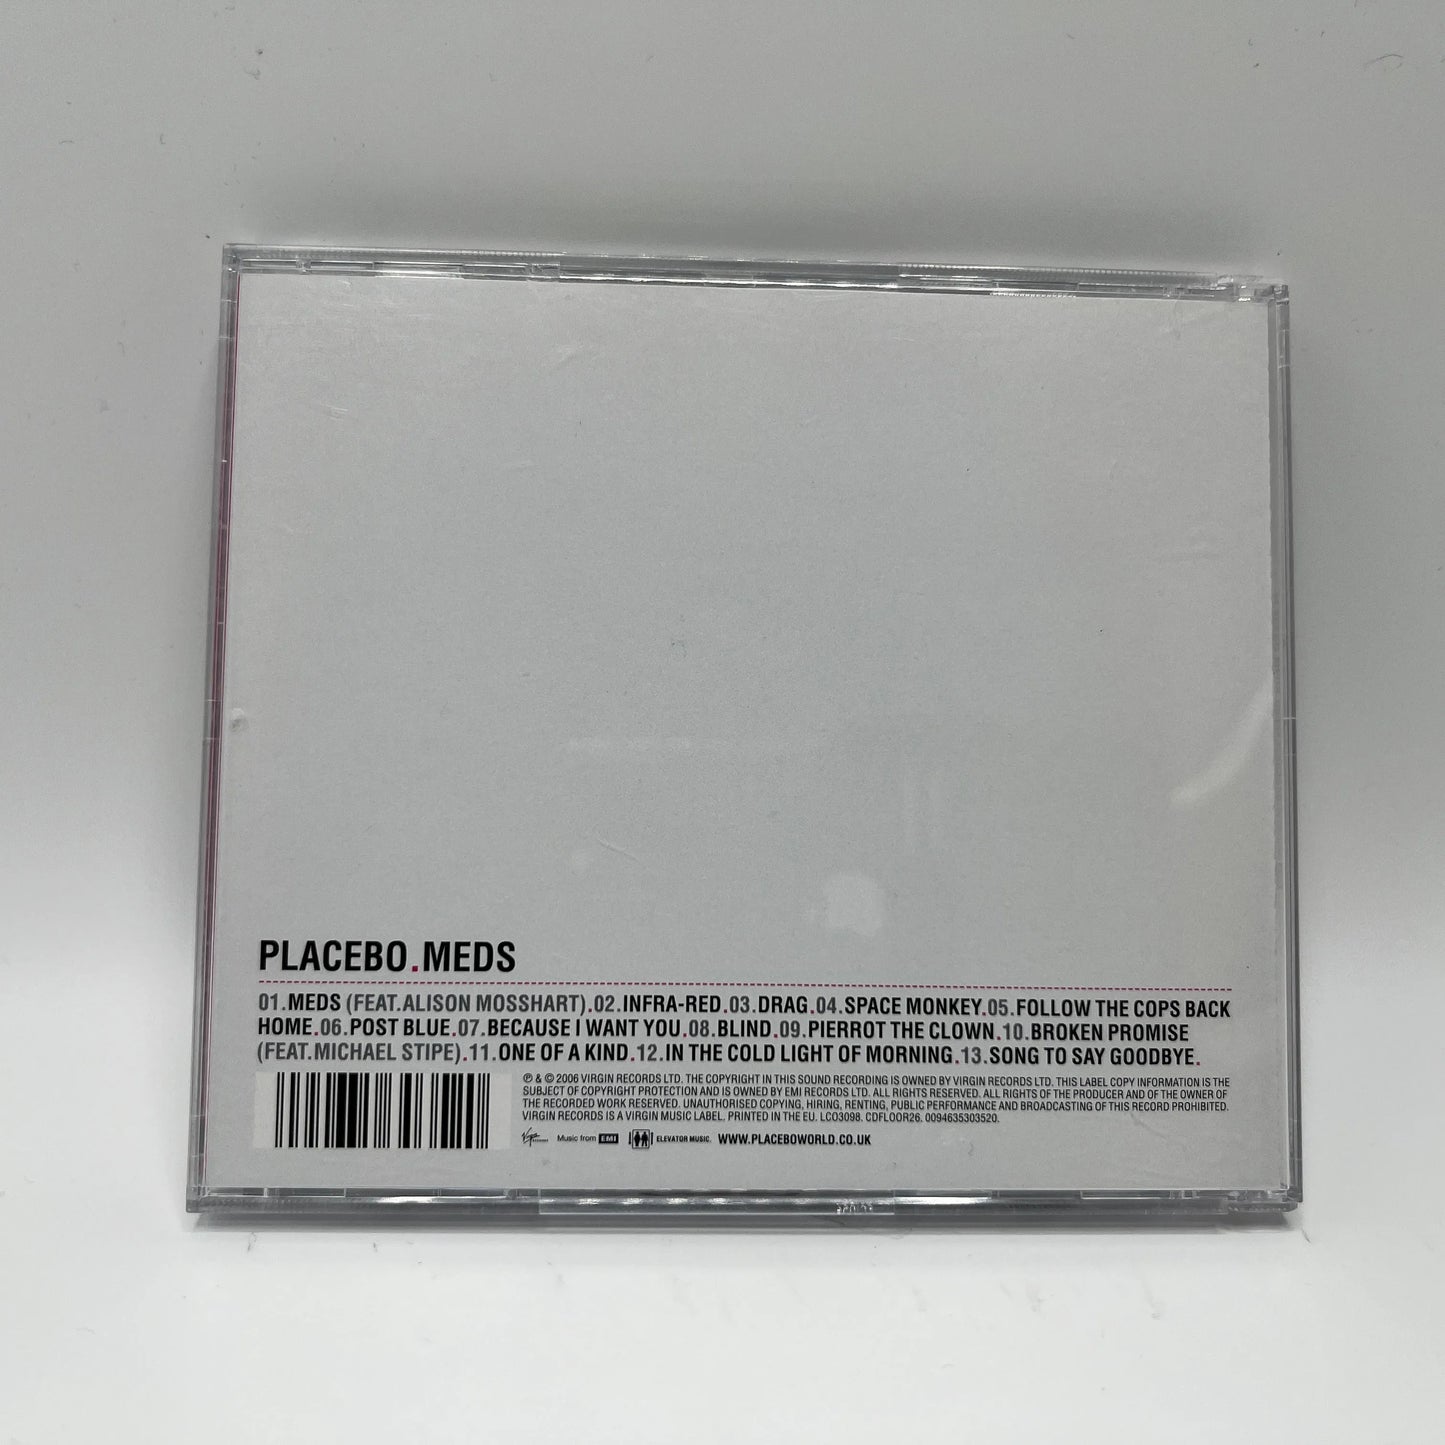 PLACEBO.MEDS
01.MEDS (FEAT.ALISON MOSSHART).02.INFRA-RED.03.DRAG.04.SPACE MONKEY.05.FOLLOW THE COPS BACK
HOME.06.POST BLUE.07.BECAUSE I WANT YOU.08.BLIND.09.PIERROT THE CLOWN.10.BROKEN PROMISE
(FEAT.MICHAEL STIPE).11.ONE OF A KIND.12.IN THE COLD LIGHT OF MORNING.13.SONG TO SAY GOODBYE.
℗ & © 2006 VIRGIN RECORDS LTD. THE COPYRIGHT IN THIS SOUND RECORDING IS OWNED BY VIRGIN RECORDS LTD. THIS LABEL COPY INFORMATION IS THE
SUBJECT OF COPYRIGHT PROTECTION AND IS OWNED BY EMI RECORDS LTD. ALL RIGHTS RESERVED. ALL RIGHTS OF THE PRODUCER AND OF THE OWNER OF
THE RECORDED WORK RESERVED. UNAUTHORISED COPYING, HIRING, RENTING, PUBLIC PERFORMANCE AND BROADCASTING OF THIS RECORD PROHIBITED.
VIRGIN RECORDS IS A VIRGIN MUSIC LABEL. PRINTED IN THE EU. LC03098. CDFLOOR26. 0094635303520.
Virgin Music from EMI ELEVATOR MUSIC. WWW.PLACEBOWORLD.CO.UK